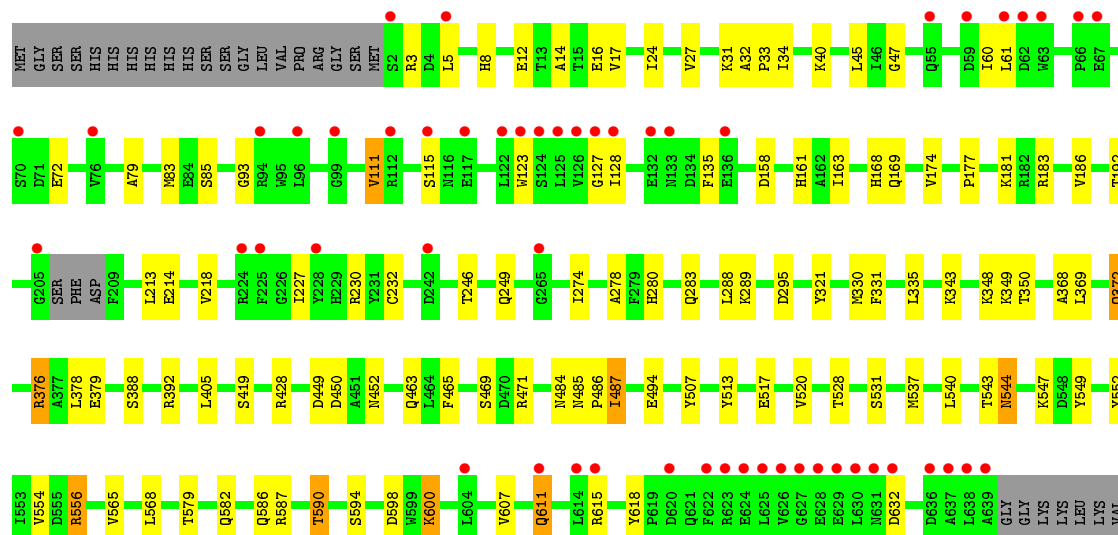 MET GLY SER SER HIS HIS HIS HIS HIS HIS SER SER GLY LEU VAL PRO ARG GLY SER MET S2 R3 D4 L5 H8 E12 T13 A14 T15 E16 V17 I24 V27 K31 A32 P33 I34 K40 L45 I46 G47 Q55 D59 I60 L61 D62 W63 P66 E67
S70 D71 E72 V76 A79 M83 E84 S85 G93 R94 W95 L96 G99 V111 R112 S115 N116 E117 L122 W123 S124 L125 V126 G127 I128 E132 N133 D134 F135 E136 D158 H161 A162 I163 H168 Q169 V174 P177 K181 R182 R183 V186 T192
G205 SER PHE ASP F209 L213 E214 V218 R224 F225 G226 I227 Y228 H229 R230 Y231 C232 D242 T246 Q249 G265 I274 A278 F279 H280 Q283 L288 K289 D295 Y321 M330 F331 L335 K343 K348 K349 T350 A368 L369 Q372
R376 A377 L378 E379 S388 R392 L405 S419 R428 D449 D450 A451 N452 Q463 L464 F465 S469 D470 R471 N484 N485 P486 I487 E494 Y507 Y513 E517 V520 T528 S531 M537 L540 T543 N544 K547 D548 Y549 Y552
I553 V554 D555 R556 V565 L568 T579 Q582 Q586 R587 T590 S594 D598 W599 K600 L604 V607 Q611 L614 R615 Y618 P619 D620 Q621 F622 R623 E624 L625 V626 G627 E628 E629 L630 N631 D632 D636 A637 L638 A639 GLY GLY LYS LYS LEU LYS VAL